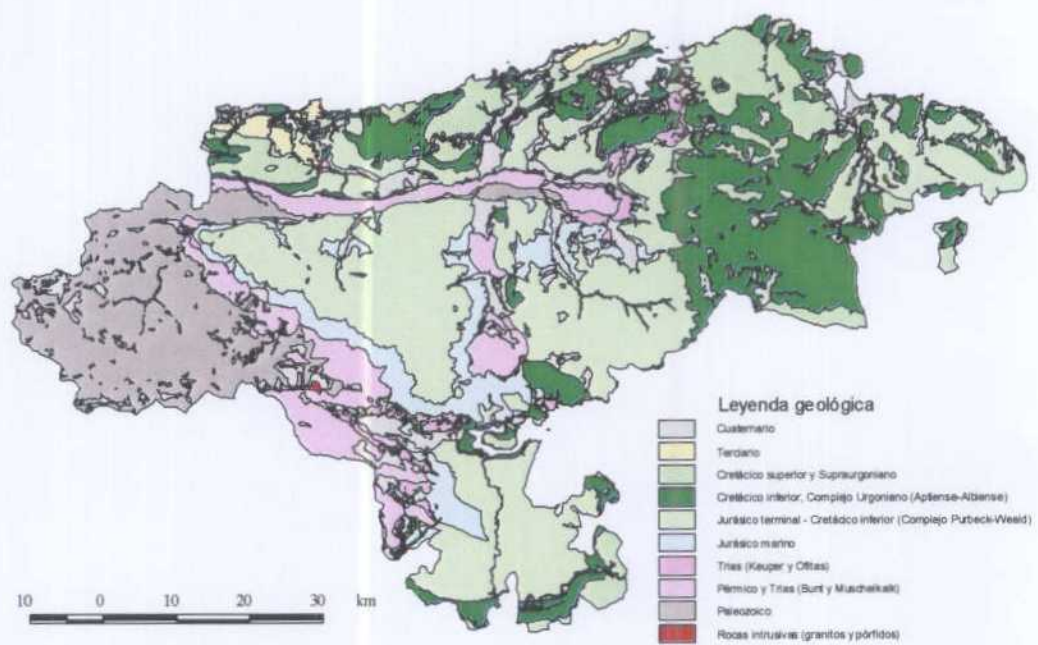 Leyenda geológica
Cuaternario
Terciario
Cretácico superior y Supraurgoniano
Cretácico inferior, Complejo Urgoniano (Aptiense-Albiense)
Jurásico terminal - Cretácico inferior (Complejo Purbeck-Weald)
Jurásico marino
Trias (Keuper y Ofitas)
Pérmico y Trias (Bunt y Muschelkalk)
Paleozoico
Rocas intrusivas (granitos y pórfidos)
10 0 10 20 30 km